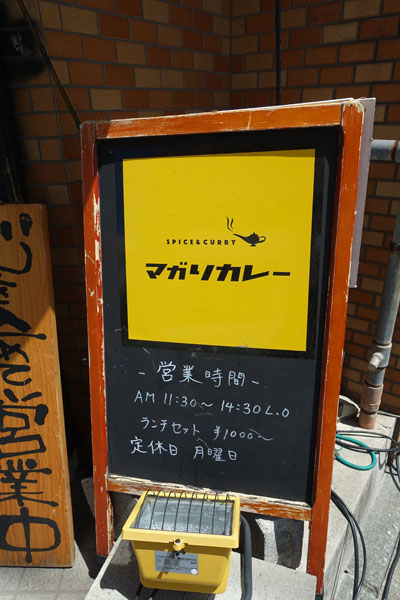 SPICE&CURRY
マガリカレー
- 営業時間 -
AM 11:30～14:30 L.O
ランチセット ¥1000～
定休日 月曜日
営業中